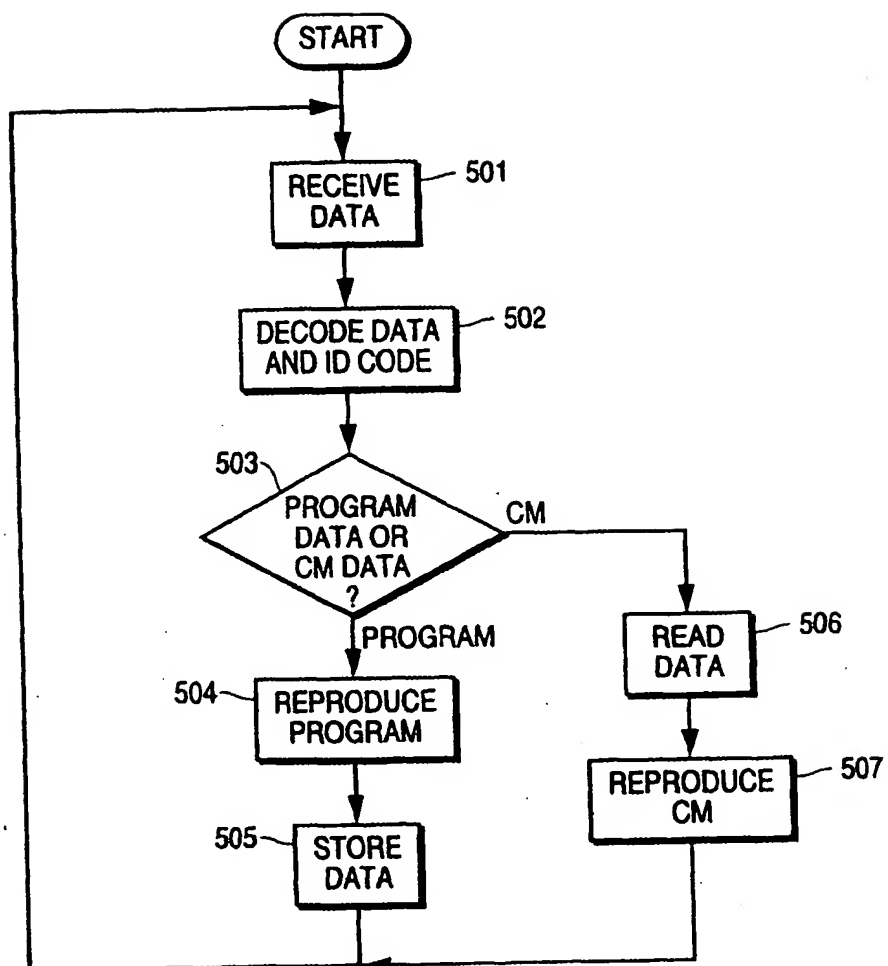 START
RECEIVE
DATA
501
DECODE DATA
AND ID CODE
502
503
PROGRAM
DATA OR
CM DATA
?
CM
PROGRAM
504
REPRODUCE
PROGRAM
READ
DATA
506
505
STORE
DATA
REPRODUCE
CM
507